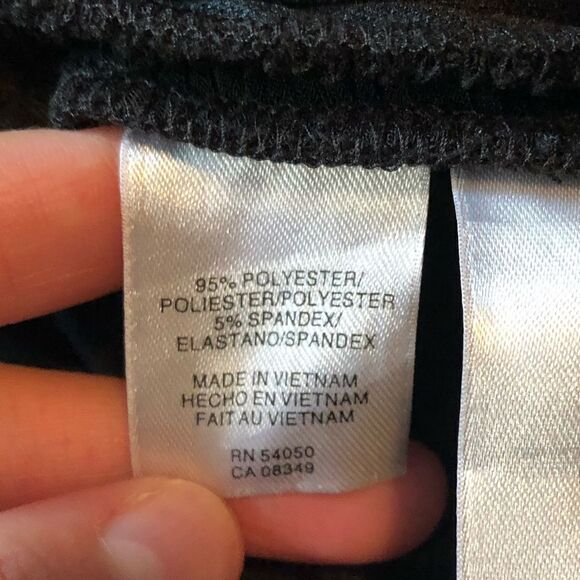 95% POLYESTER/
POLIESTER/POLYESTER
5% SPANDEX/
ELASTANO/SPANDEX
MADE IN VIETNAM
HECHO EN VIETNAM
FAIT AU VIETNAM
RN 54050
CA 08349